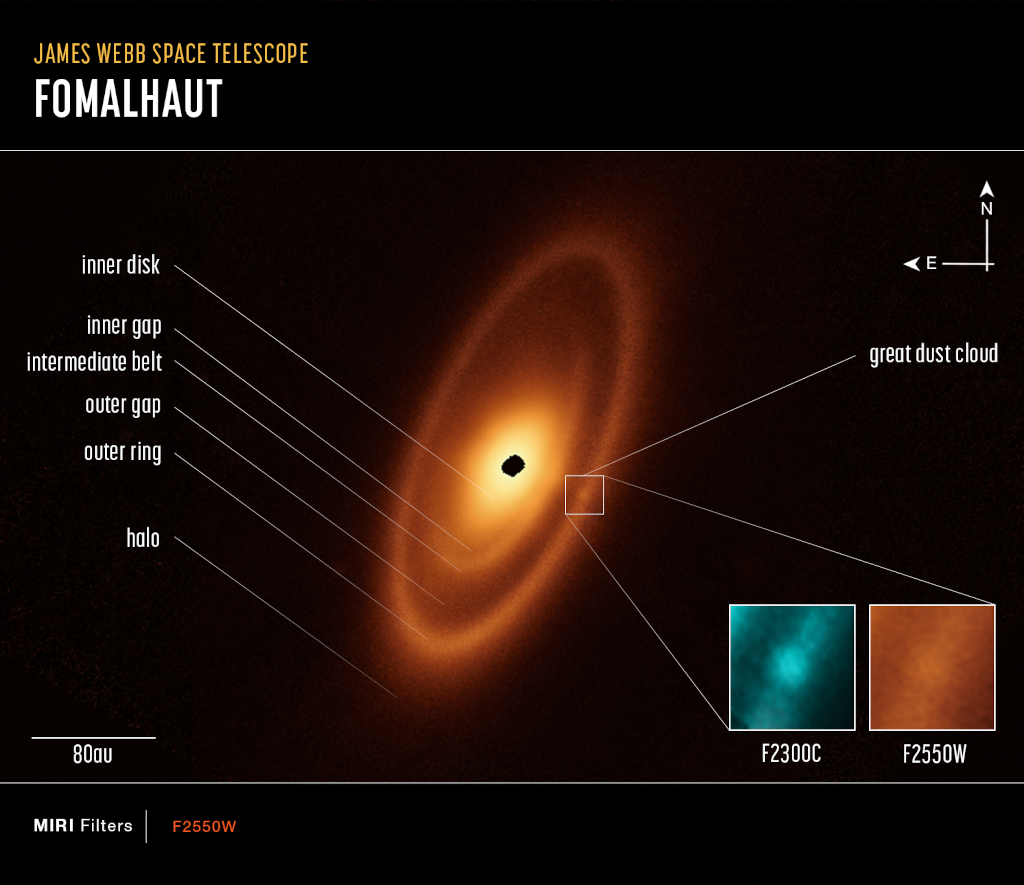 JAMES WEBB SPACE TELESCOPE
FOMALHAUT
N
E
inner disk
inner gap
intermediate belt
outer gap
outer ring
halo
great dust cloud
F2300C
F2550W
80au
MIRI Filters
F2550W